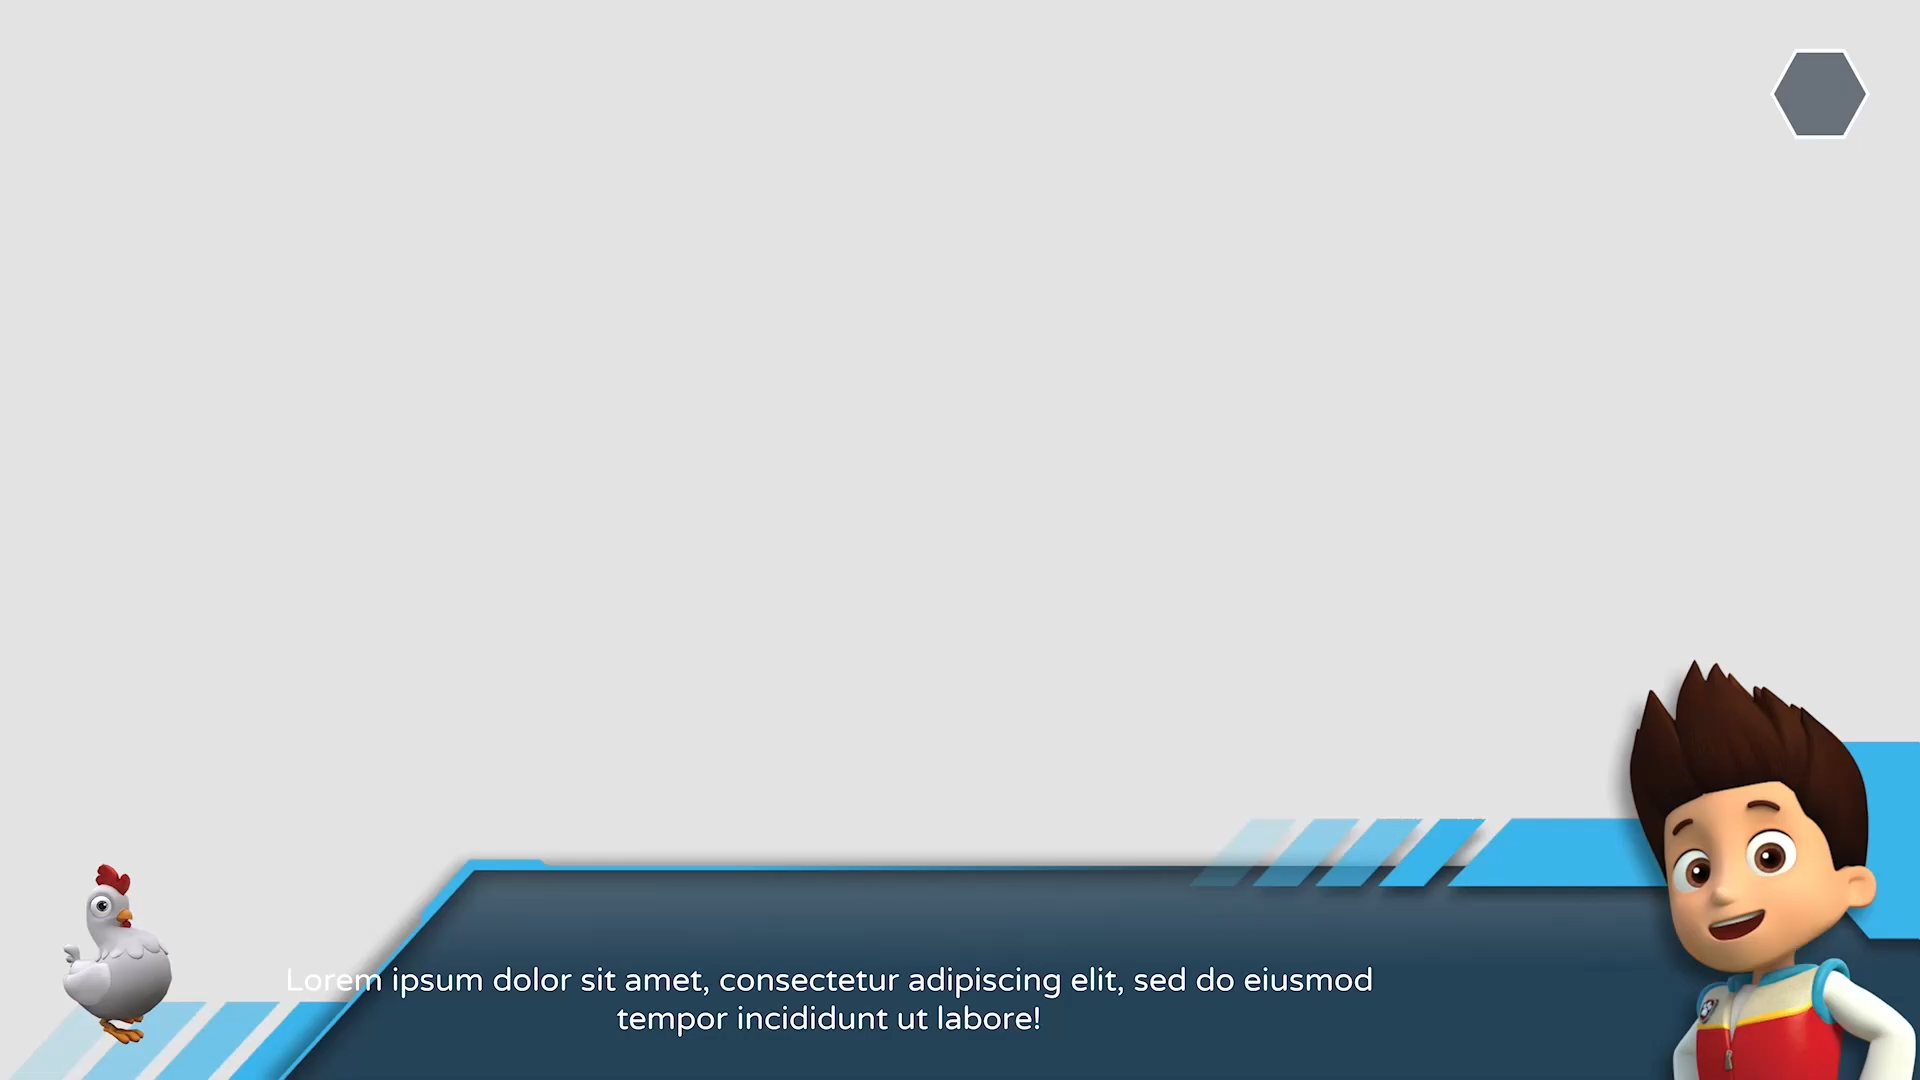 Lorem ipsum dolor sit amet, consectetur adipiscing elit, sed do eiusmod
tempor incididunt ut labore!